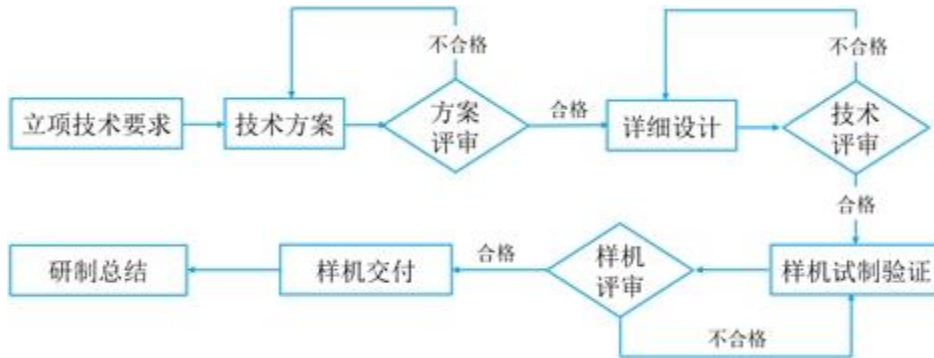 不合格
不合格
立项技术要求
技术方案
方案
评审
合格
详细设计
技术
评审
合格
研制总结
样机交付
合格
样机
评审
样机试制验证
不合格